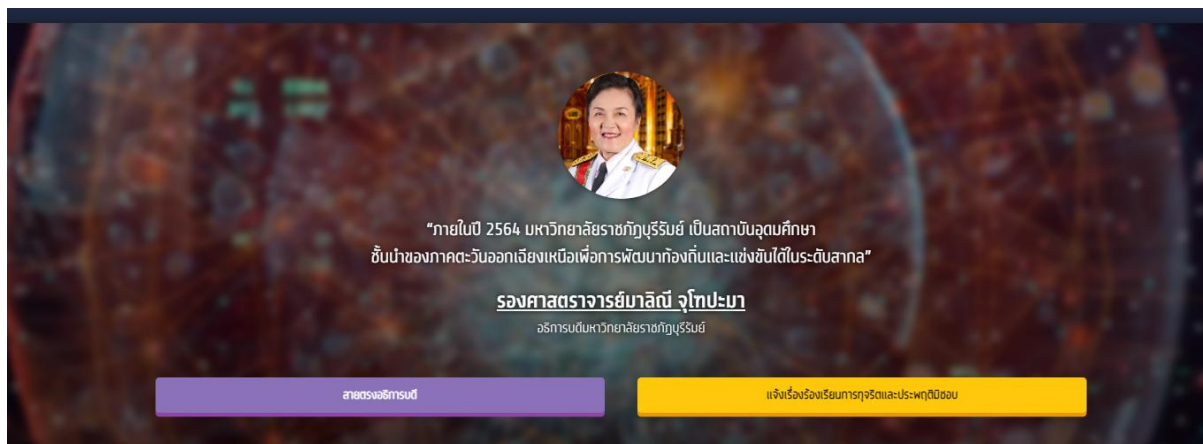 “ภายในปี 2564 มหาวิทยาลัยราชภัฏบุรีรัมย์ เป็นสถาบันอุดมศึกษา
ชั้นนำของภาคตะวันออกเฉียงเหนือเพื่อการพัฒนาท้องถิ่นและแข่งขันได้ในระดับสากล”
รองศาสตราจารย์มาลิณี จุโฑปะมา
อธิการบดีมหาวิทยาลัยราชภัฏบุรีรัมย์
สายตรงอธิการบดี
แจ้งเรื่องร้องเรียนการทุจริตและประพฤติมิชอบ